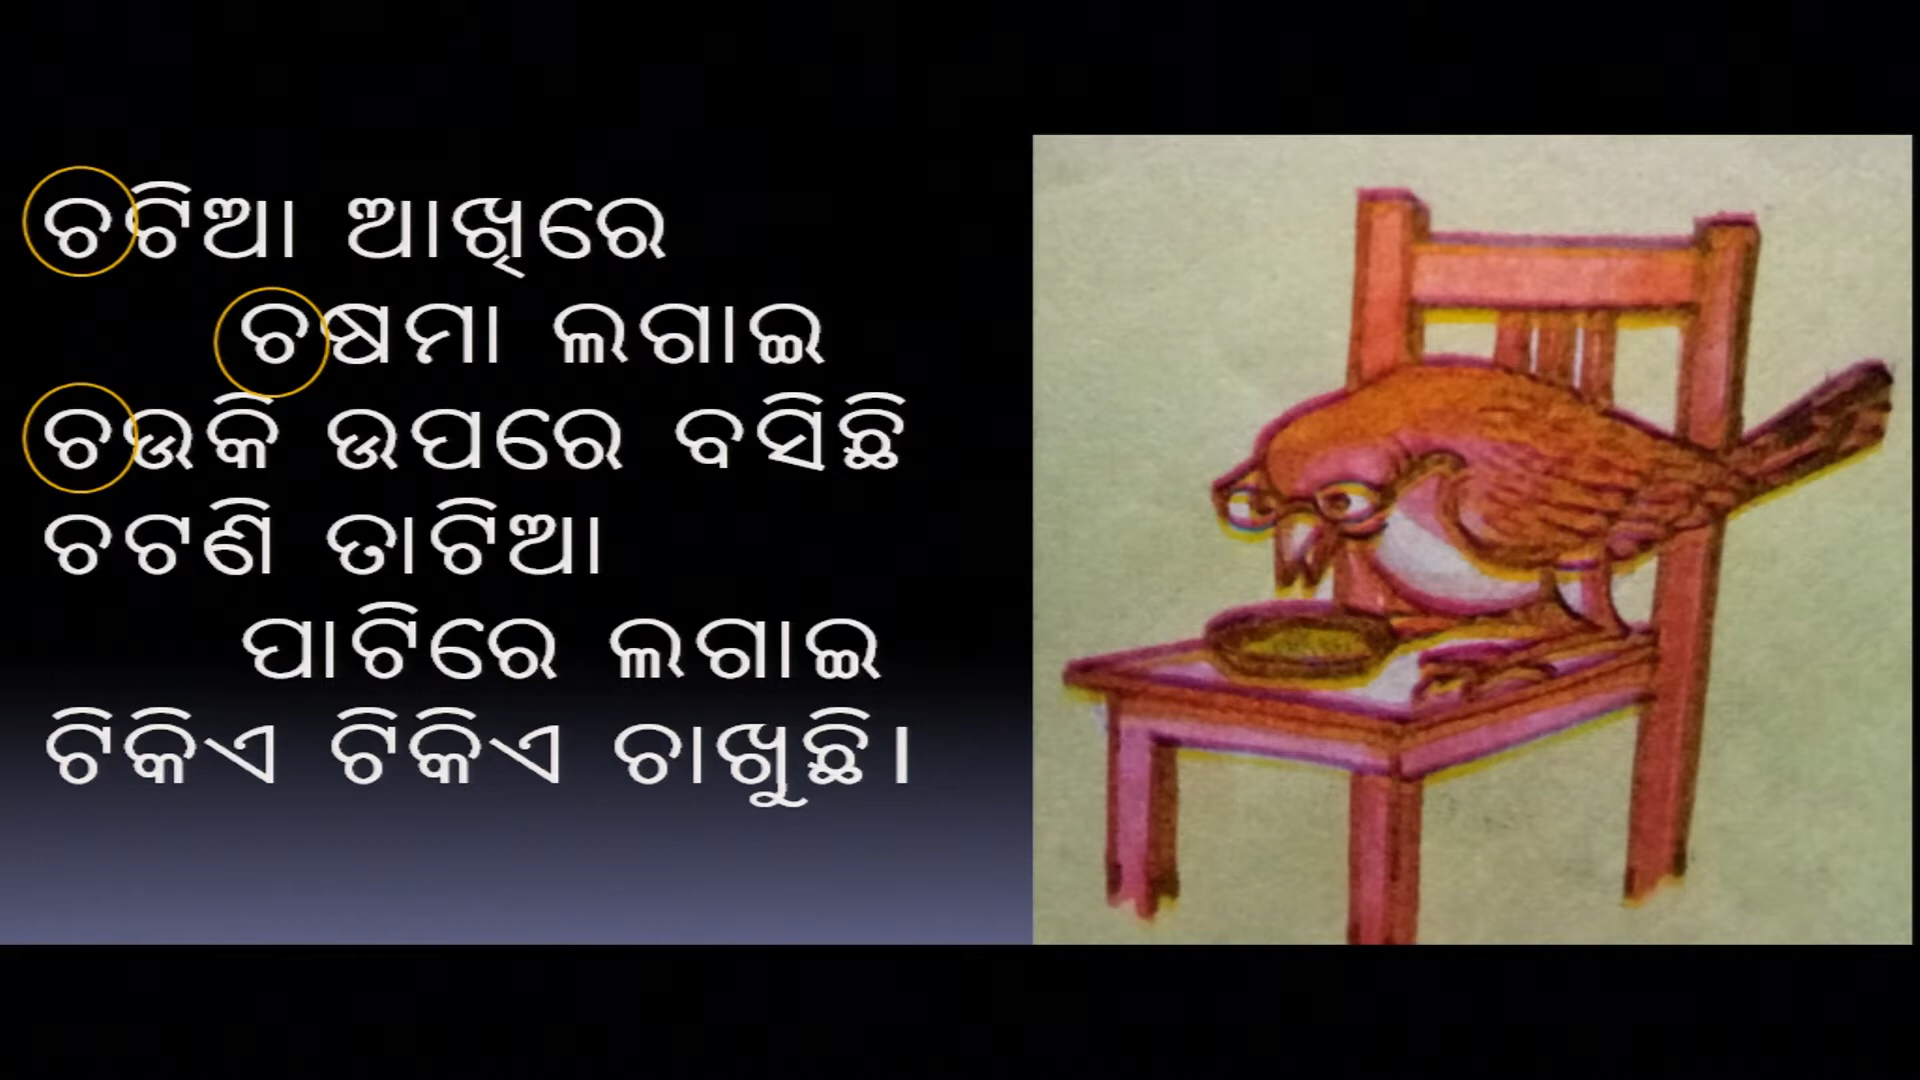 ଚଟିଆ ଆଖିରେ
ଚଷମା ଲଗାଇ
ଚଉକି ଉପରେ ବସିଛି
ଚଟଣି ତାଟିଆ
ପାଟିରେ ଲଗାଇ
ଟିକିଏ ଟିକିଏ ଚାଖୁଛି।